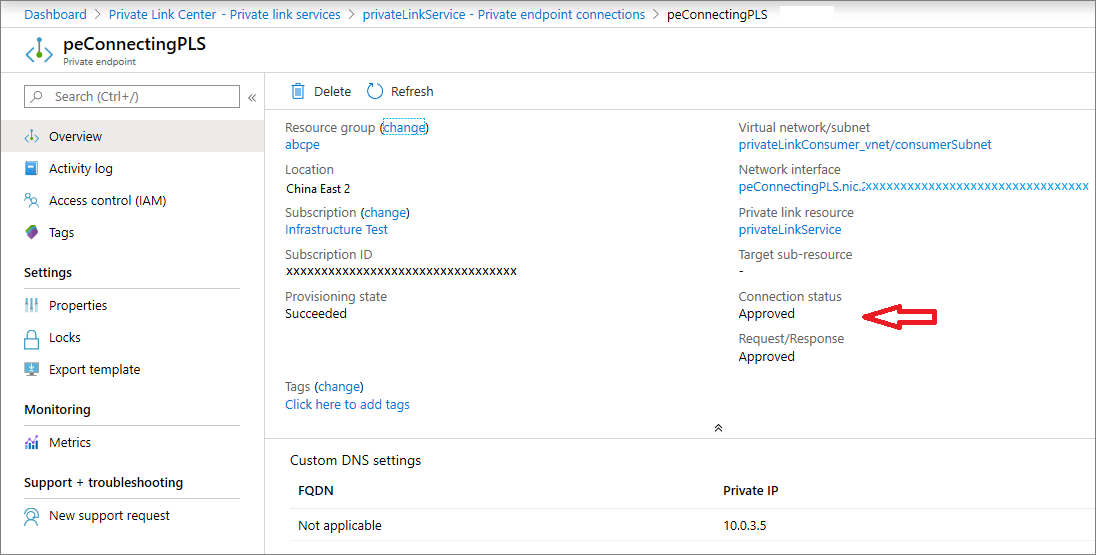 Dashboard > Private Link Center - Private link services > privateLinkService - Private endpoint connections > peConnectingPLS
peConnectingPLS
Private endpoint
Search (Ctrl+/)
«
Overview
Activity log
Access control (IAM)
Tags
Settings
Properties
Locks
Export template
Monitoring
Metrics
Support + troubleshooting
New support request
Delete Refresh
Resource group (change)
abcpe
Location
China East 2
Subscription (change)
Infrastructure Test
Subscription ID
xxxxxxxxxxxxxxxxxxxxxxxxxxxxxxxxx
Provisioning state
Succeeded
Tags (change)
Click here to add tags
Virtual network/subnet
privateLinkConsumer_vnet/consumerSubnet
Network interface
peConnectingPLS.nic.2xxxxxxxxxxxxxxxxxxxxxxxxxxxxxxxx
Private link resource
privateLinkService
Target sub-resource
-
Connection status
Approved
Request/Response
Approved
Custom DNS settings
FQDN Private IP
Not applicable 10.0.3.5